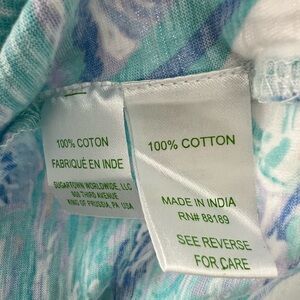 100% COTON
FABRIQUÉ EN INDE
SUGARTOWN WORLDWIDE, LLC
908 THIRD AVENUE
KING OF PRUSSIA, PA USA
100% COTTON
MADE IN INDIA
RN# 88189
SEE REVERSE
FOR CARE